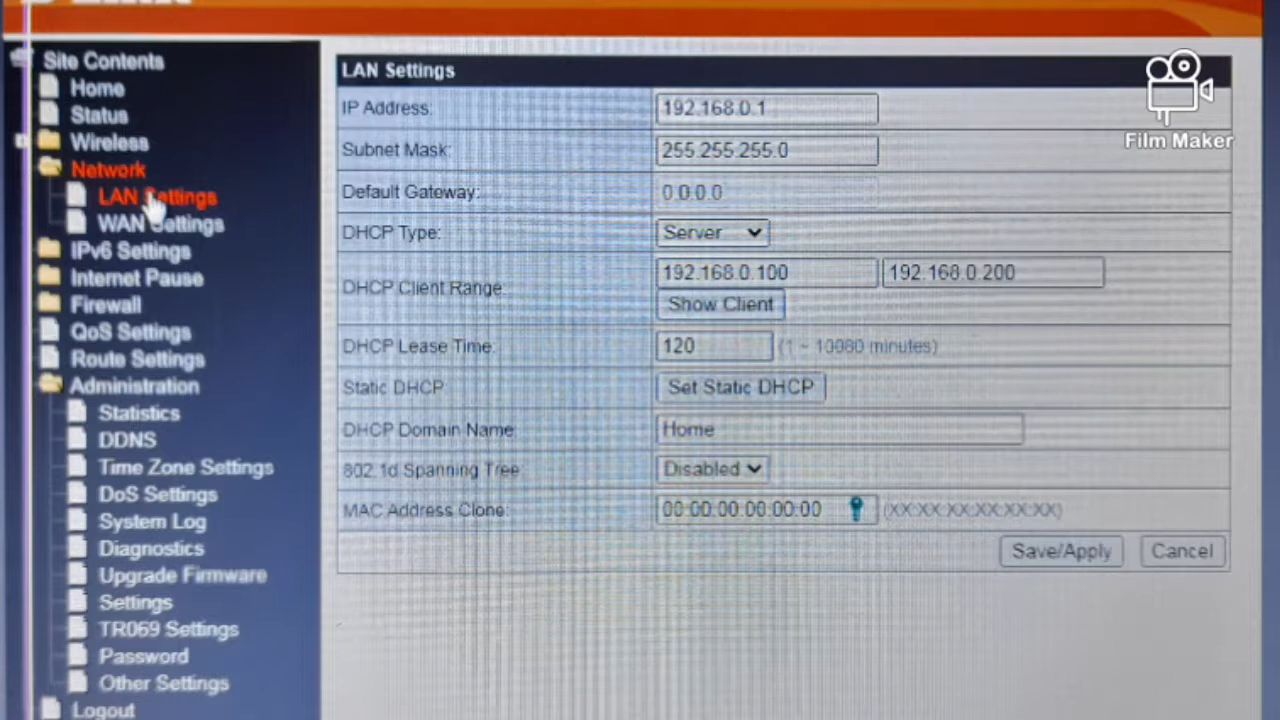 Site Contents
Home
Status
Wireless
Network
LAN Settings
WAN Settings
IPv6 Settings
Internet Pause
Firewall
QoS Settings
Route Settings
Administration
Statistics
DDNS
Time Zone Settings
DoS Settings
System Log
Diagnostics
Upgrade Firmware
Settings
TR069 Settings
Password
Other Settings
Logout
LAN Settings
IP Address: 192.168.0.1
Subnet Mask: 255.255.255.0
Default Gateway: 0.0.0.0
DHCP Type: Server
DHCP Client Range: 192.168.0.100 192.168.0.200
Show Client
DHCP Lease Time: 120 (1 ~ 10080 minutes)
Static DHCP: Set Static DHCP
DHCP Domain Name: Home
802.1d Spanning Tree: Disabled
MAC Address Clone: 00:00:00:00:00:00 (XX:XX:XX:XX:XX:XX)
Save/Apply Cancel
Film Maker